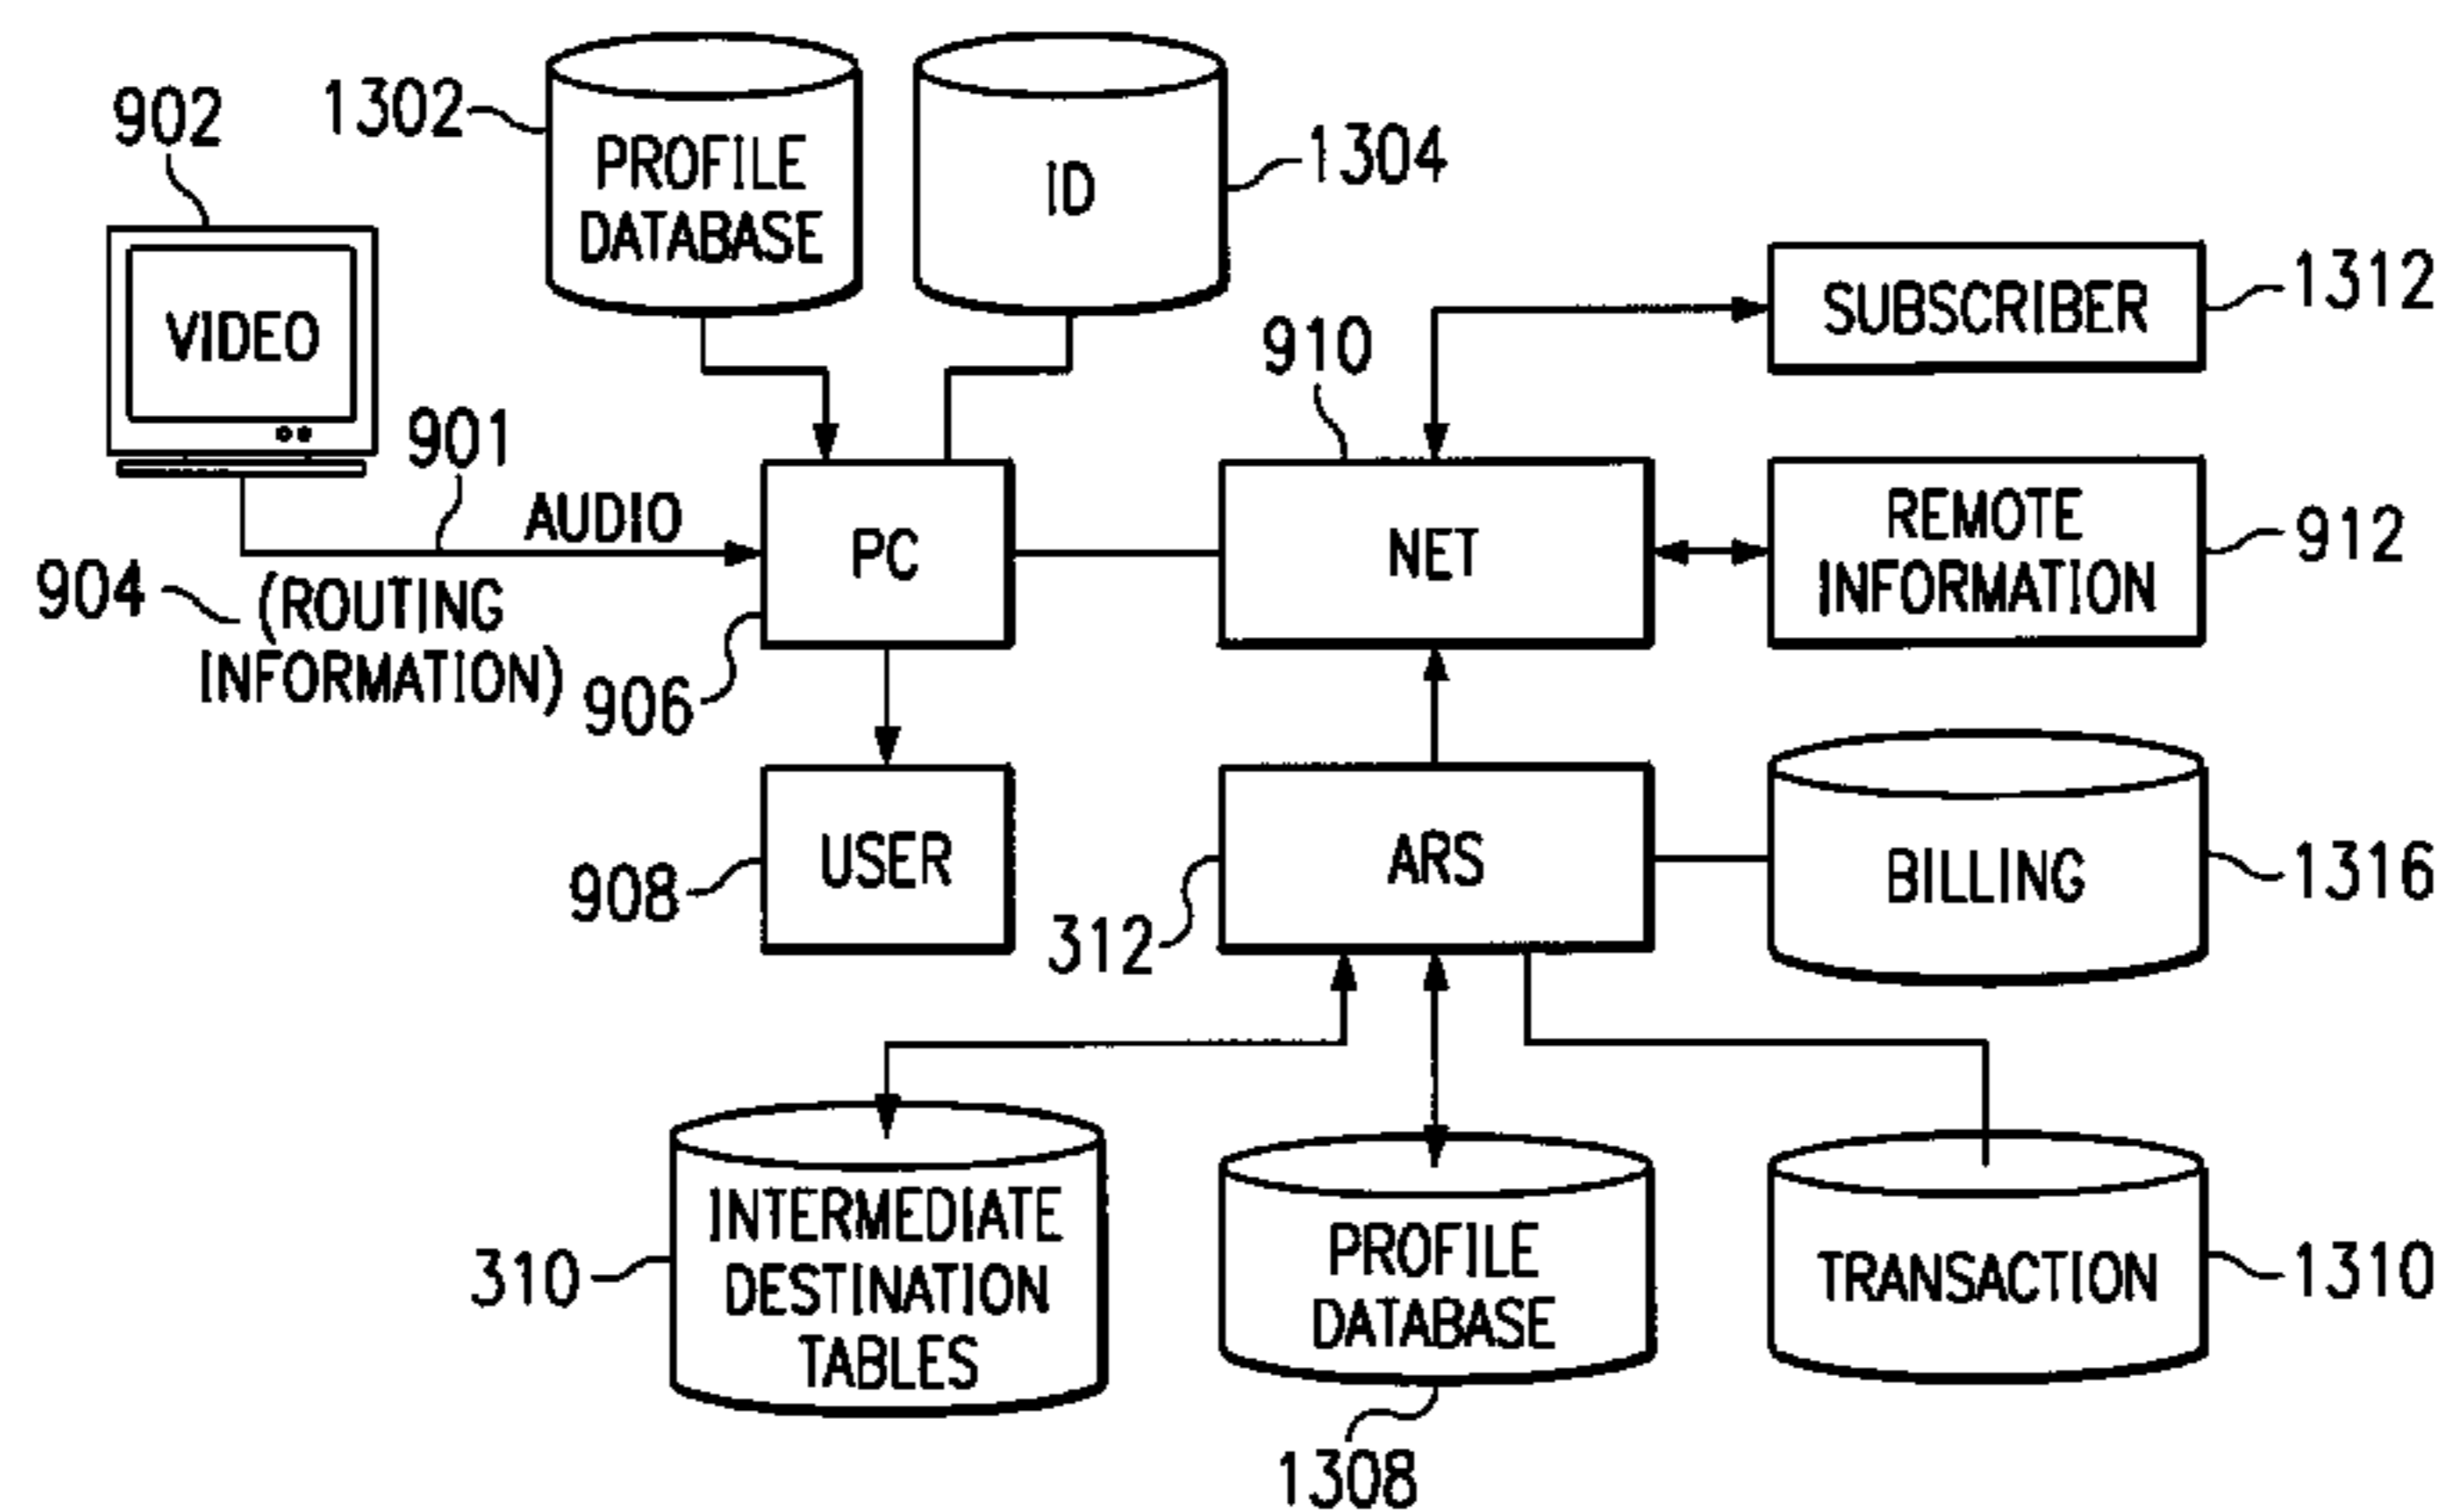 902
1302
PROFILE
DATABASE
ID
1304
VIDEO
910
SUBSCRIBER
1312
901
AUDIO
904
(ROUTING
INFORMATION)
PC
906
NET
REMOTE
INFORMATION
912
USER
908
ARS
312
BILLING
1316
310
INTERMEDIATE
DESTINATION
TABLES
PROFILE
DATABASE
1308
TRANSACTION
1310